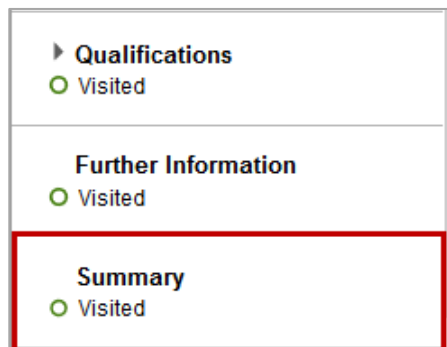 Qualifications
Visited
Further Information
Visited
Summary
Visited